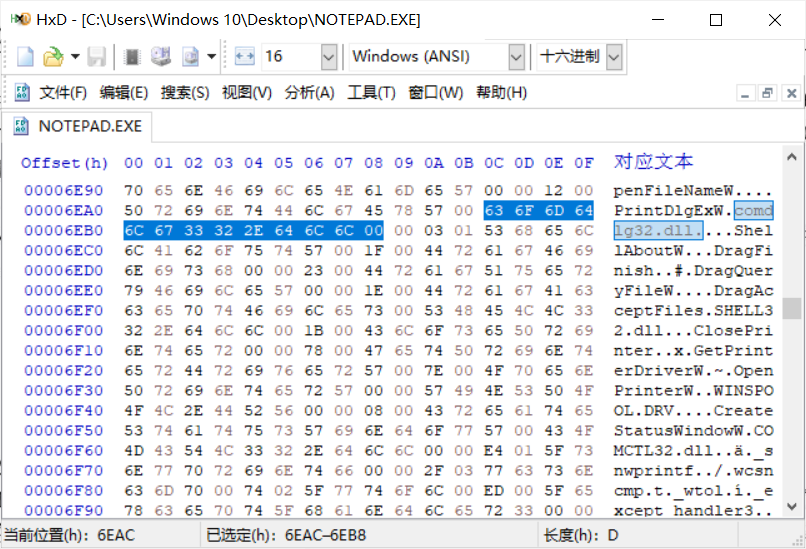 HxD - [C:\Users\Windows 10\Desktop\NOTEPAD.EXE]
16 Windows (ANSI) 十六进制
文件(F) 编辑(E) 搜索(S) 视图(V) 分析(A) 工具(T) 窗口(W) 帮助(H)
NOTEPAD.EXE
Offset(h) 00 01 02 03 04 05 06 07 08 09 0A 0B 0C 0D 0E 0F 对应文本
00006E90 70 65 6E 46 69 6C 65 4E 61 6D 65 57 00 00 12 00 penFileNameW....
00006EA0 50 72 69 6E 74 44 6C 67 45 78 57 00 63 6F 6D 64 PrintDlgExW.comd
00006EB0 6C 67 33 32 2E 64 6C 6C 00 00 03 01 53 68 65 6C lg32.dll....Shel
00006EC0 6C 41 62 6F 75 74 57 00 1F 00 44 72 61 67 46 69 lAboutW...DragFi
00006ED0 6E 69 73 68 00 00 23 00 44 72 61 67 51 75 65 72 nish..#.DragQuer
00006EE0 79 46 69 6C 65 57 00 00 1E 00 44 72 61 67 41 63 yFileW....DragAc
00006EF0 63 65 70 74 46 69 6C 65 73 00 53 48 45 4C 4C 33 ceptFiles.SHELL3
00006F00 32 2E 64 6C 6C 00 1B 00 43 6C 6F 73 65 50 72 69 2.dll...ClosePri
00006F10 6E 74 65 72 00 00 78 00 47 65 74 50 72 69 6E 74 nter..x.GetPrint
00006F20 65 72 44 72 69 76 65 72 57 00 7E 00 4F 70 65 6E erDriverW.~.Open
00006F30 50 72 69 6E 74 65 72 57 00 00 57 49 4E 53 50 4F PrinterW..WINSPO
00006F40 4F 4C 2E 44 52 56 00 00 08 00 43 72 65 61 74 65 OL.DRV....Create
00006F50 53 74 61 74 75 73 57 69 6E 64 6F 77 57 00 43 4F StatusWindowW.CO
00006F60 4D 43 54 4C 33 32 2E 64 6C 6C 00 00 E4 01 5F 73 MCTL32.dll..ä._s
00006F70 6E 77 70 72 69 6E 74 66 00 00 2F 03 77 63 73 6E nwprintf../.wcsn
00006F80 63 6D 70 00 74 02 5F 77 74 6F 6C 00 ED 00 5F 65 cmp.t._wtol.í._e
00006F90 78 63 65 70 74 5F 68 61 6E 64 6C 65 72 33 00 00 xcept_handler3..
当前位置(h): 6EAC 已选定(h): 6EAC-6EB8 长度(h): D